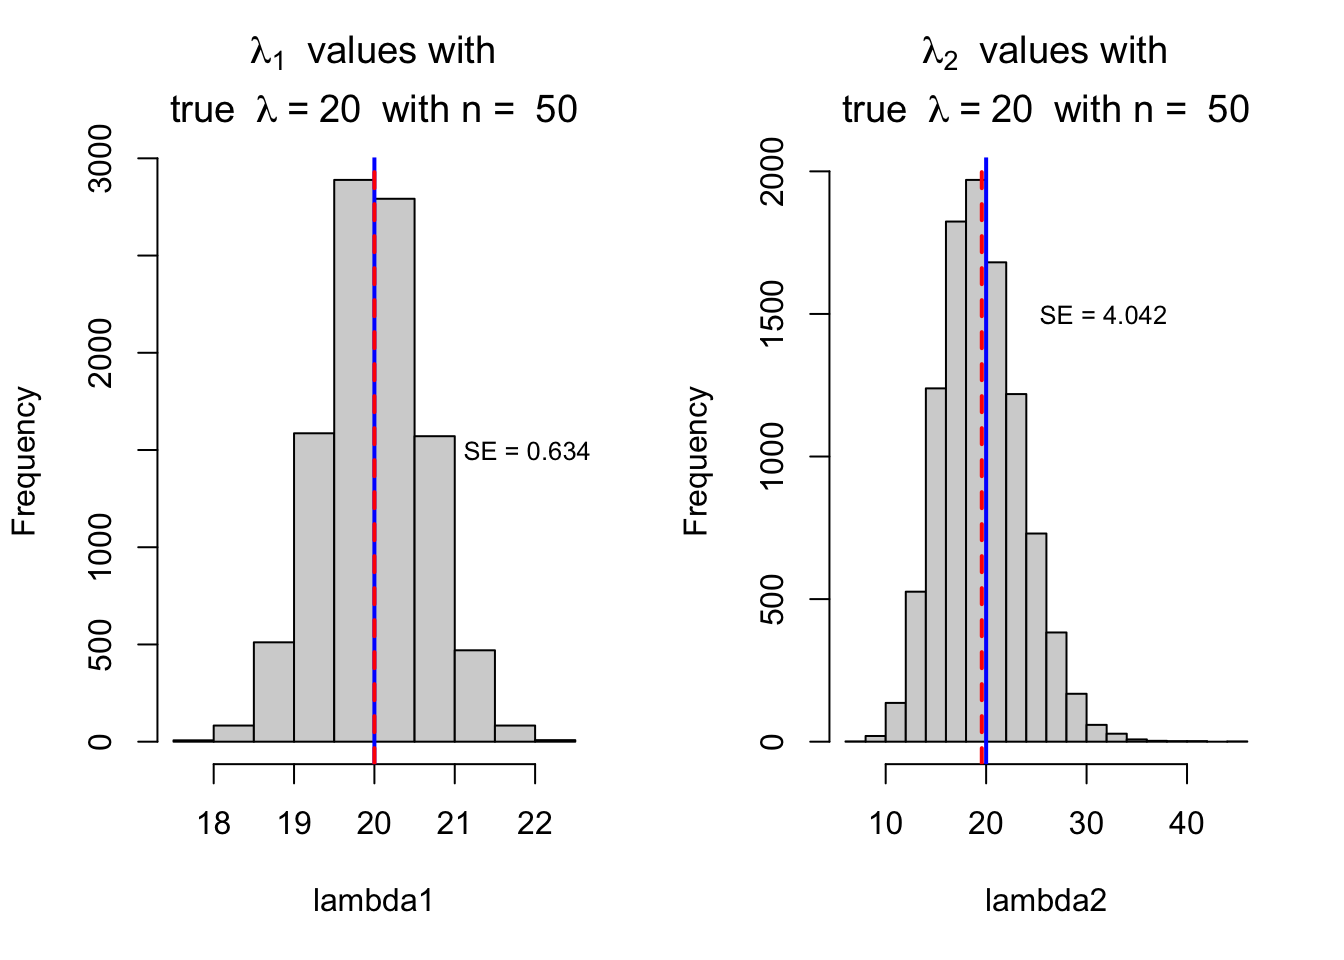 λ1 values with
true λ = 20 with n = 50
Frequency
3000
2000
1000
500
0
SE = 0.634
18 19 20 21 22
lambda1
λ2 values with
true λ = 20 with n = 50
Frequency
2000
1500
1000
500
0
SE = 4.042
10 20 30 40
lambda2